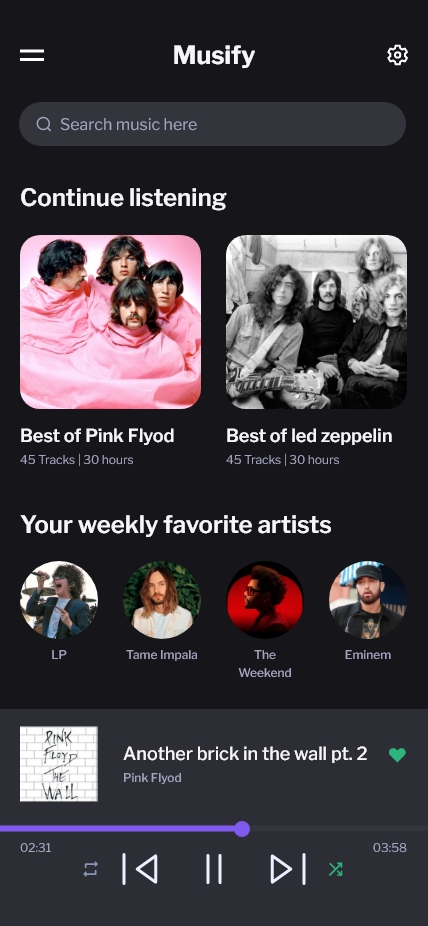 Musify
Search music here
Continue listening
Best of Pink Flyod
Best of led zeppelin
45 Tracks | 30 hours
45 Tracks | 30 hours
Your weekly favorite artists
LP
Tame Impala
The
Weekend
Eminem
PINK
FLOYD
THE
WALL
Another brick in the wall pt. 2
Pink Flyod
02:31
03:58